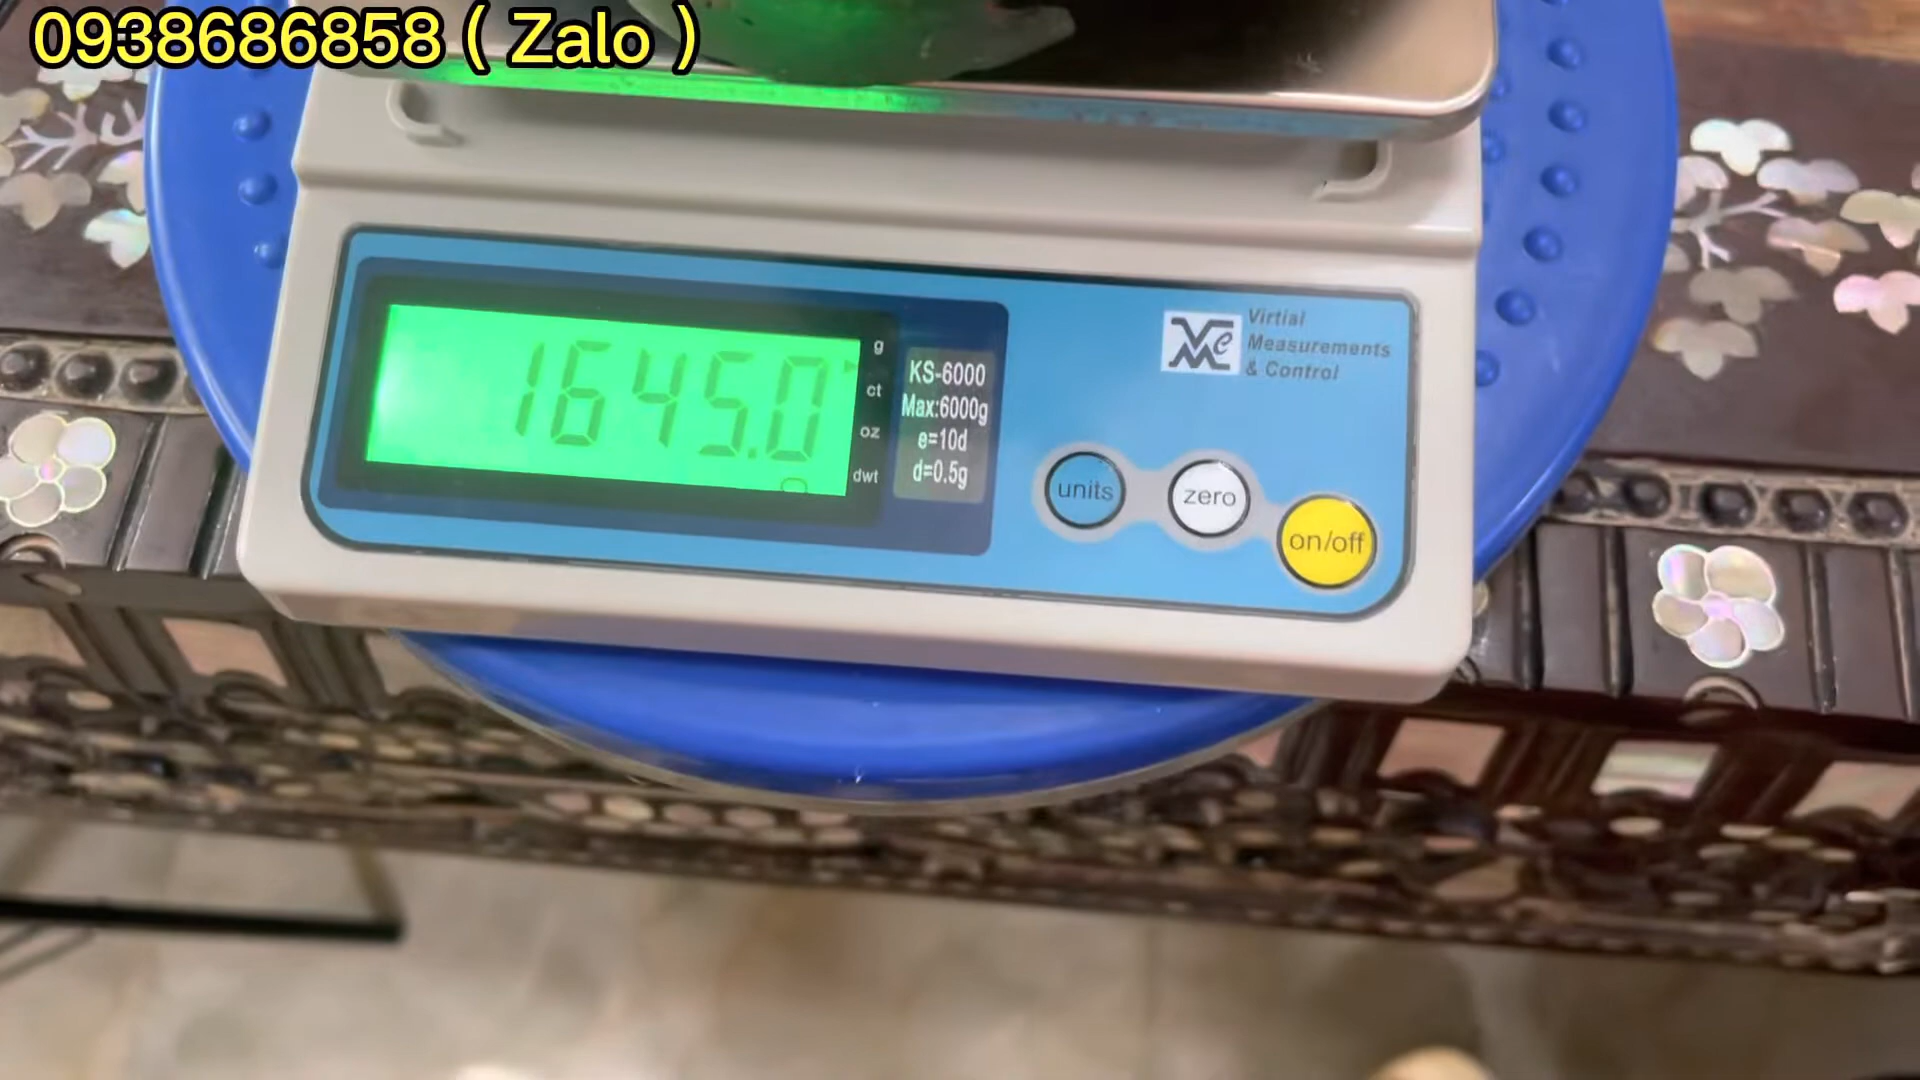 0938686858 ( Zalo )
1645.0
g
ct
oz
dwt
KS-6000
Max:6000g
e=10d
d=0.5g
VMC
Virtial
Measurements
& Control
units
zero
on/off